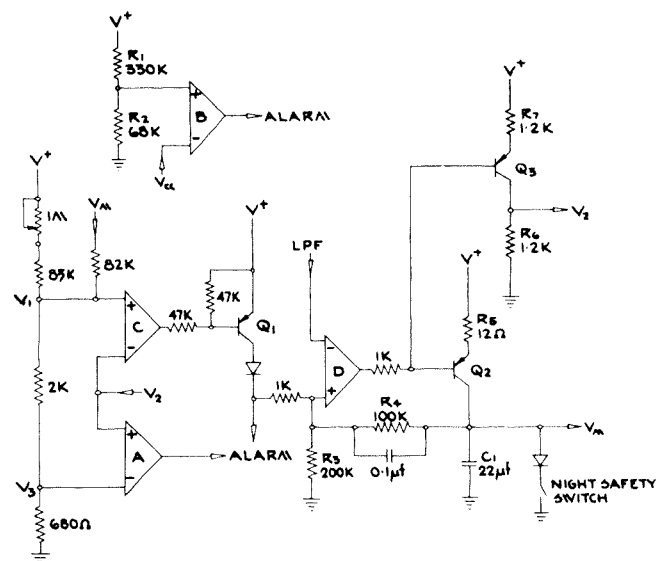 V+
R1
330K
R2
68K
+
B
-
ALARM
Vcc
V+
1M
Vm
85K
82K
V1
+
C
-
47K
47K
V+
Q1
2K
V2
+
A
-
ALARM
V3
680Ω
LPF
1K
-
D
+
1K
R3
200K
R4
100K
0.1μf
V+
R7
1.2K
Q3
V2
R6
1.2K
V+
R5
12Ω
Q2
C1
22μf
Vm
NIGHT SAFETY
SWITCH